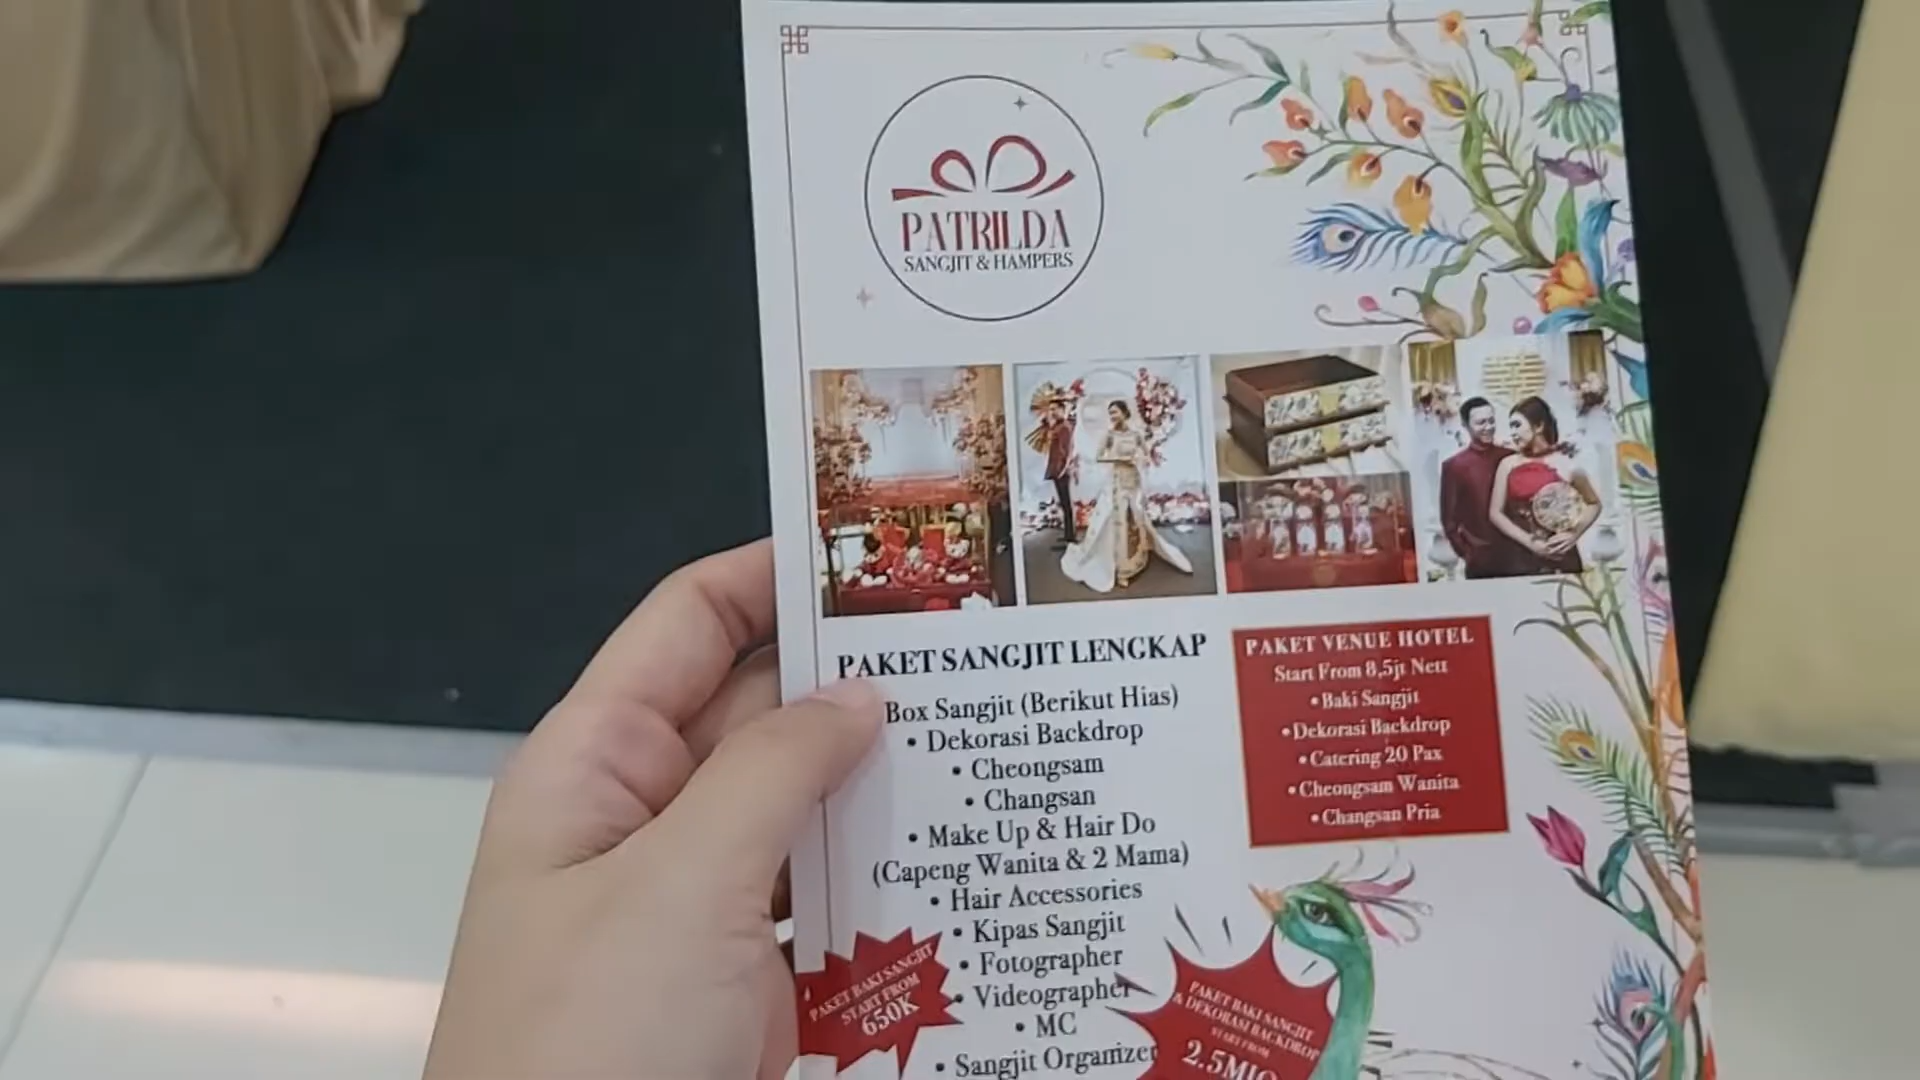 PATRILDA
SANGJIT & HAMPERS
PAKET SANGJIT LENGKAP
Box Sangjit (Berikut Hias)
• Dekorasi Backdrop
• Cheongsam
• Changsan
• Make Up & Hair Do
(Capeng Wanita & 2 Mama)
• Hair Accessories
• Kipas Sangjit
• Fotographer
• Videographer
• MC
• Sangjit Organizer
PAKET VENUE HOTEL
Start From 8,5jt Nett
• Baki Sangjit
• Dekorasi Backdrop
• Catering 20 Pax
• Cheongsam Wanita
• Changsan Pria
PAKET BAKI SANGJIT
START FROM
650K
PAKET BAKI SANGJIT
& DEKORASI BACKDROP
START FROM
2.5MIO